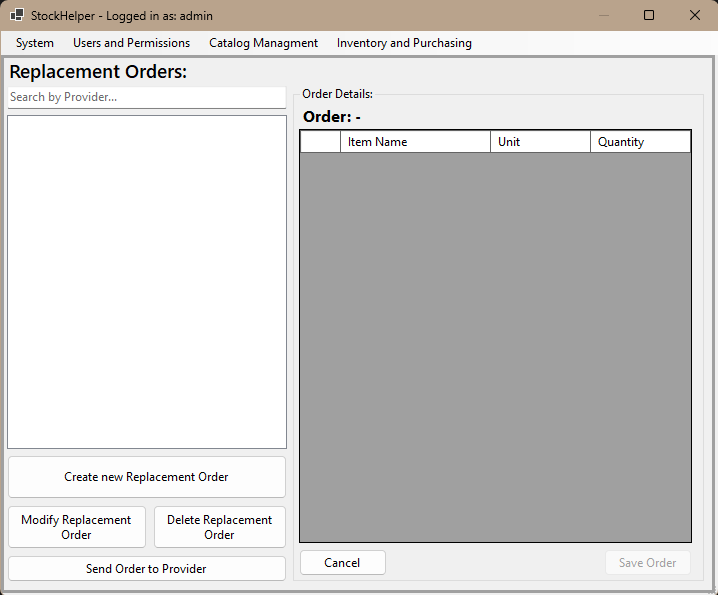 StockHelper - Logged in as: admin
System Users and Permissions Catalog Managment Inventory and Purchasing
Replacement Orders:
Search by Provider...
Order Details:
Order: -
Item Name Unit Quantity
Create new Replacement Order
Modify Replacement
Order
Delete Replacement
Order
Send Order to Provider
Cancel
Save Order